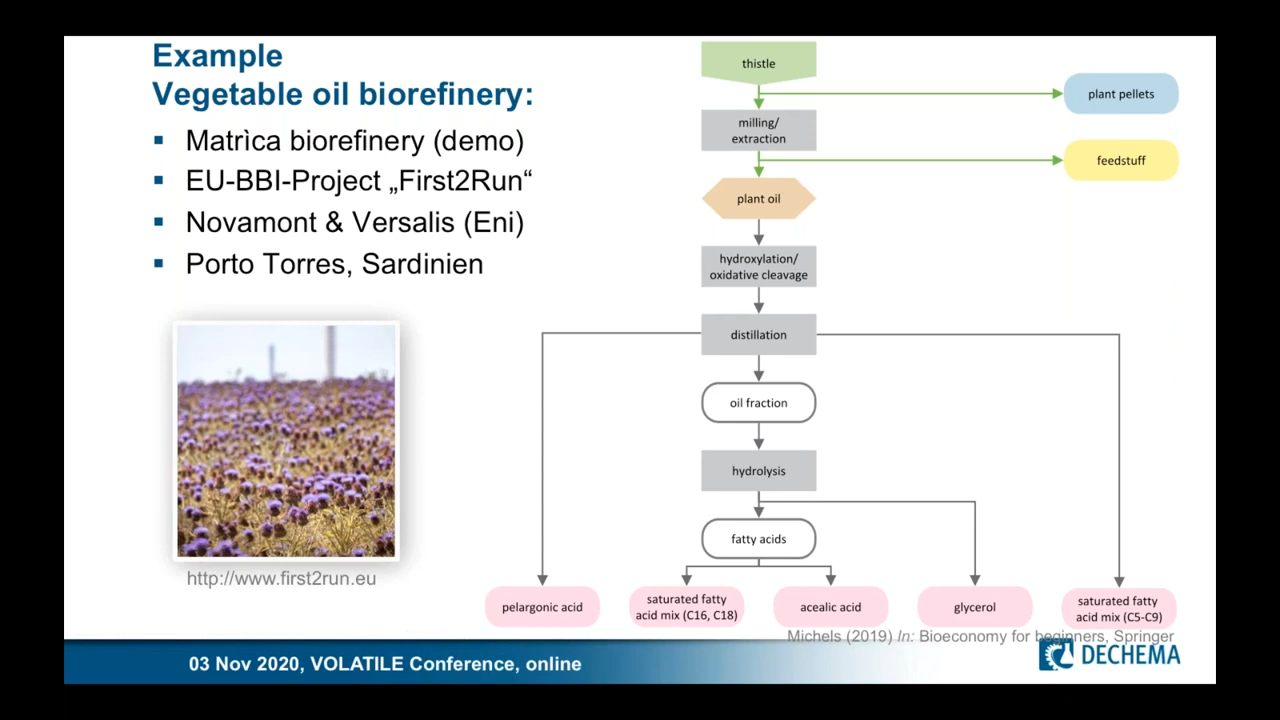 Example
Vegetable oil biorefinery:
▪ Matrìca biorefinery (demo)
▪ EU-BBI-Project „First2Run“
▪ Novamont & Versalis (Eni)
▪ Porto Torres, Sardinien
http://www.first2run.eu
thistle
plant pellets
milling/
extraction
feedstuff
plant oil
hydroxylation/
oxidative cleavage
distillation
oil fraction
hydrolysis
fatty acids
pelargonic acid
saturated fatty
acid mix (C16, C18)
acealic acid
glycerol
saturated fatty
acid mix (C5-C9)
Michels (2019) In: Bioeconomy for beginners, Springer
03 Nov 2020, VOLATILE Conference, online
DECHEMA